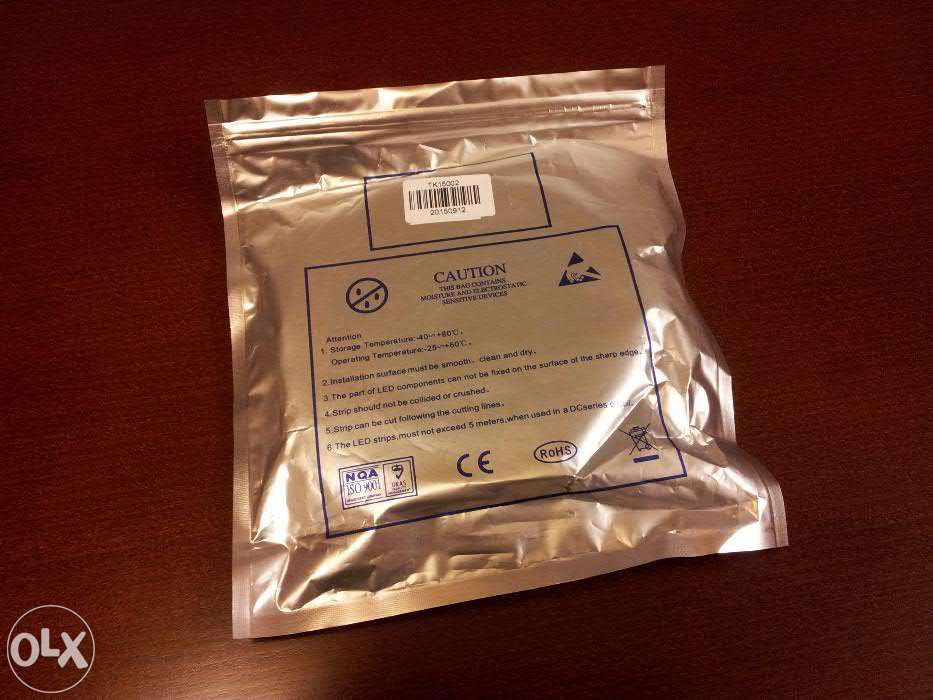 TK15002
20150912
CAUTION
THIS BAG CONTAINS
MOISTURE AND ELECTROSTATIC
SENSITIVE DEVICES
Attention
1. Storage Temperature:-40~+80℃.
Operating Temperature:-25~+60℃.
2.Installation surface must be smooth、clean and dry.
3.The part of LED components can not be fixed on the surface of the sharp edge.
4.Strip should not be collided or crushed.
5.Strip can be cut following the cutting lines.
6.The LED strips,must not exceed 5 meters,when used in a DCseries
NQA
ISO 9001
UKAS
MANAGEMENT
CE
RoHS
OLX